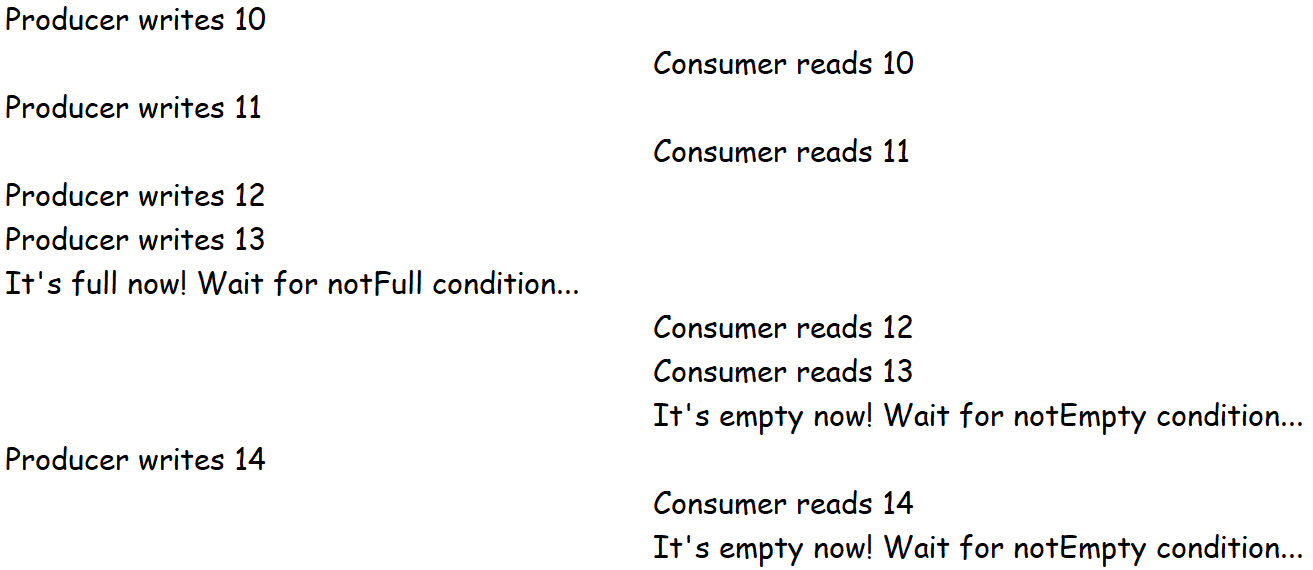 Producer writes 10
Consumer reads 10
Producer writes 11
Consumer reads 11
Producer writes 12
Producer writes 13
It's full now! Wait for notFull condition...
Consumer reads 12
Consumer reads 13
It's empty now! Wait for notEmpty condition...
Producer writes 14
Consumer reads 14
It's empty now! Wait for notEmpty condition...